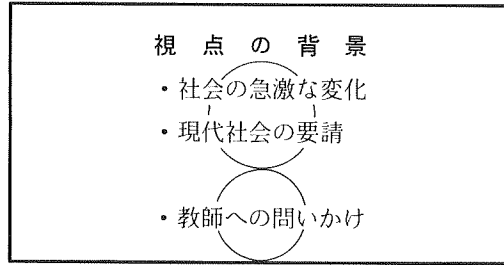 視点の背景
・社会の急激な変化
・現代社会の要請
・教師への問いかけ